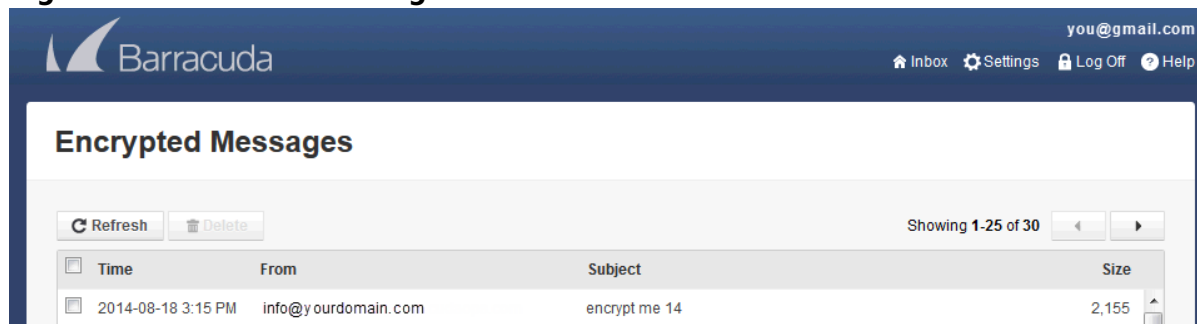 you@gmail.com
Barracuda
Inbox Settings Log Off ? Help
Encrypted Messages
Refresh Delete
Showing 1-25 of 30
Time From Subject Size
2014-08-18 3:15 PM info@yourdomain.com encrypt me 14 2,155